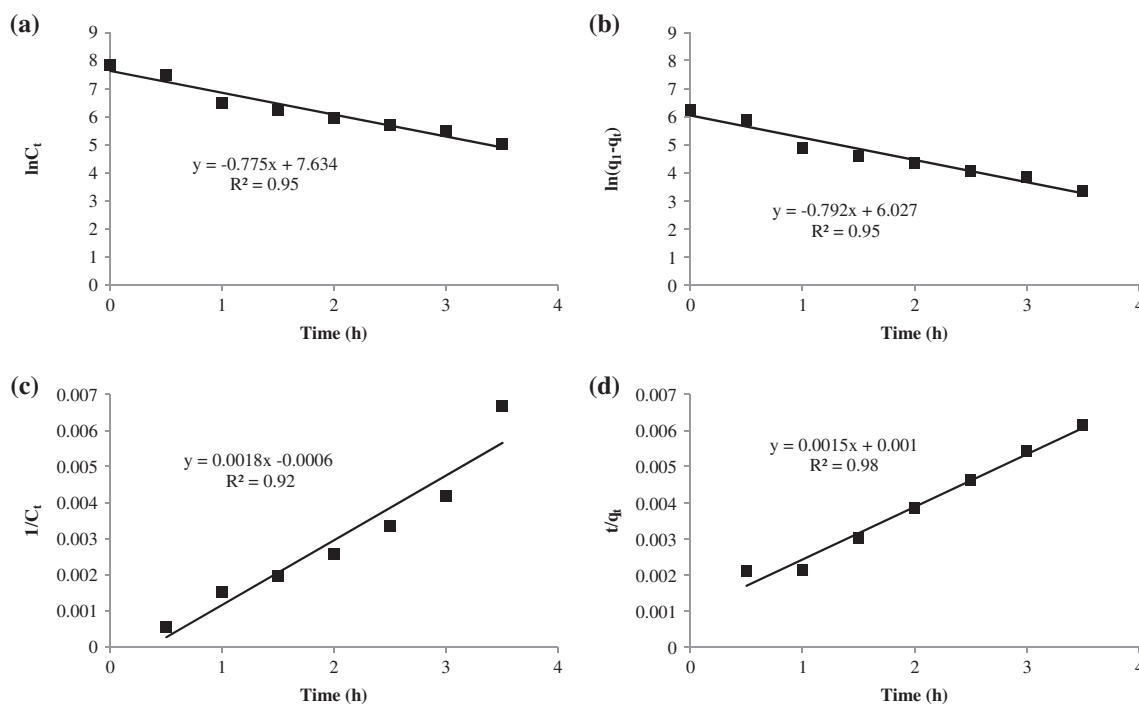 (a)
9
8
7
6
5
4
3
2
1
0
lnCt
y = -0.775x + 7.634
R² = 0.95
0 1 2 3 4
Time (h)
(b)
9
8
7
6
5
4
3
2
1
0
ln(q1-qt)
y = -0.792x + 6.027
R² = 0.95
0 1 2 3 4
Time (h)
(c)
0.007
0.006
0.005
0.004
0.003
0.002
0.001
0
1/Ct
y = 0.0018x -0.0006
R² = 0.92
0 1 2 3 4
Time (h)
(d)
0.007
0.006
0.005
0.004
0.003
0.002
0.001
0
t/qt
y = 0.0015x + 0.001
R² = 0.98
0 1 2 3 4
Time (h)